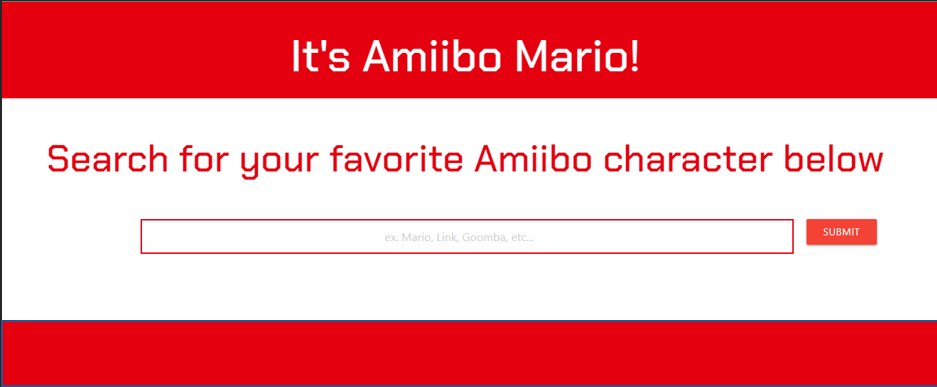 It's Amiibo Mario!
Search for your favorite Amiibo character below
ex. Mario, Link, Goomba, etc...
SUBMIT